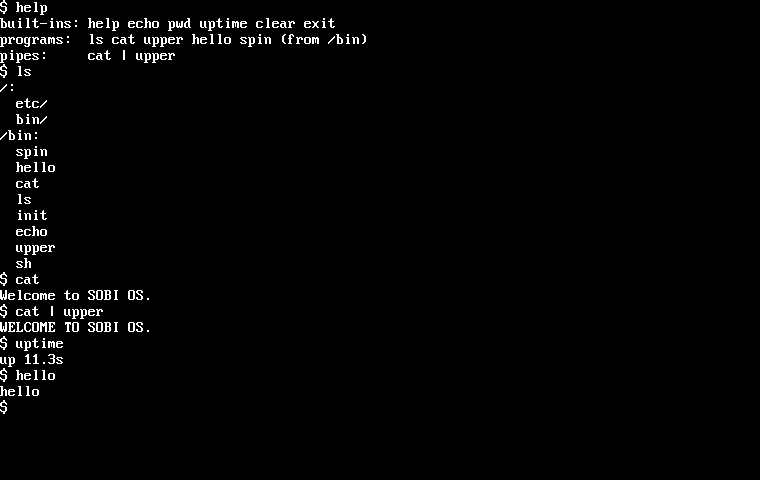 $ help
built-ins: help echo pwd uptime clear exit
programs:  ls cat upper hello spin (from /bin)
pipes:     cat | upper
$ ls
/:
  etc/
  bin/
/bin:
  spin
  hello
  cat
  ls
  init
  echo
  upper
  sh
$ cat
Welcome to SOBI OS.
$ cat | upper
WELCOME TO SOBI OS.
$ uptime
up 11.3s
$ hello
hello
$